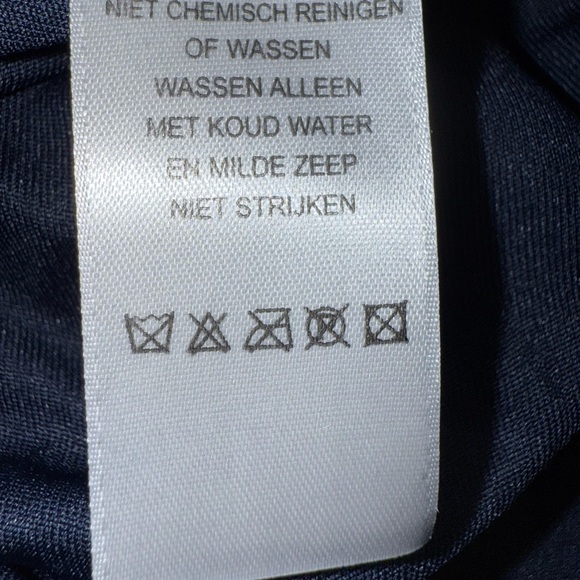 NIET CHEMISCH REINIGEN
OF WASSEN
WASSEN ALLEEN
MET KOUD WATER
EN MILDE ZEEP
NIET STRIJKEN